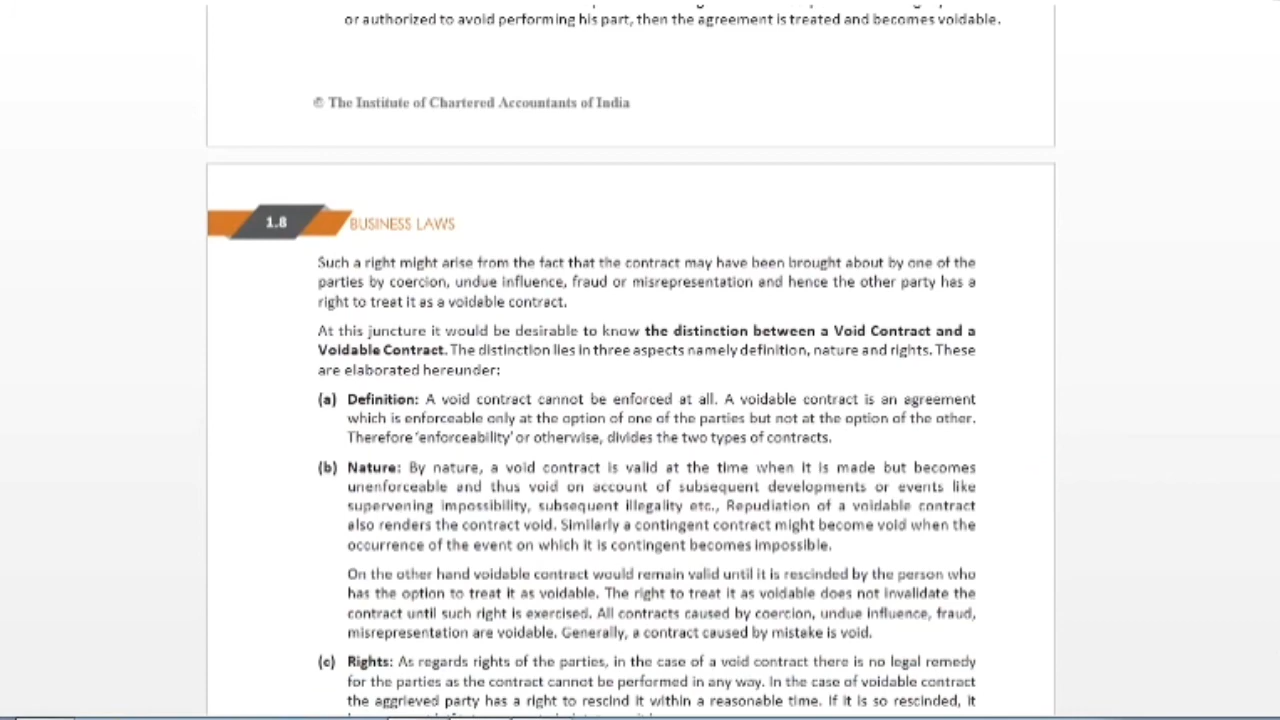 or authorized to avoid performing his part, then the agreement is treated and becomes voidable.
© The Institute of Chartered Accountants of India
1.8 BUSINESS LAWS
Such a right might arise from the fact that the contract may have been brought about by one of the
parties by coercion, undue influence, fraud or misrepresentation and hence the other party has a
right to treat it as a voidable contract.
At this juncture it would be desirable to know the distinction between a Void Contract and a
Voidable Contract. The distinction lies in three aspects namely definition, nature and rights. These
are elaborated hereunder:
(a) Definition: A void contract cannot be enforced at all. A voidable contract is an agreement
which is enforceable only at the option of one of the parties but not at the option of the other.
Therefore 'enforceability' or otherwise, divides the two types of contracts.
(b) Nature: By nature, a void contract is valid at the time when it is made but becomes
unenforceable and thus void on account of subsequent developments or events like
supervening impossibility, subsequent illegality etc., Repudiation of a voidable contract
also renders the contract void. Similarly a contingent contract might become void when the
occurrence of the event on which it is contingent becomes impossible.
On the other hand voidable contract would remain valid until it is rescinded by the person who
has the option to treat it as voidable. The right to treat it as voidable does not invalidate the
contract until such right is exercised. All contracts caused by coercion, undue influence, fraud,
misrepresentation are voidable. Generally, a contract caused by mistake is void.
(c) Rights: As regards rights of the parties, in the case of a void contract there is no legal remedy
for the parties as the contract cannot be performed in any way. In the case of voidable contract
the aggrieved party has a right to rescind it within a reasonable time. If it is so rescinded, it